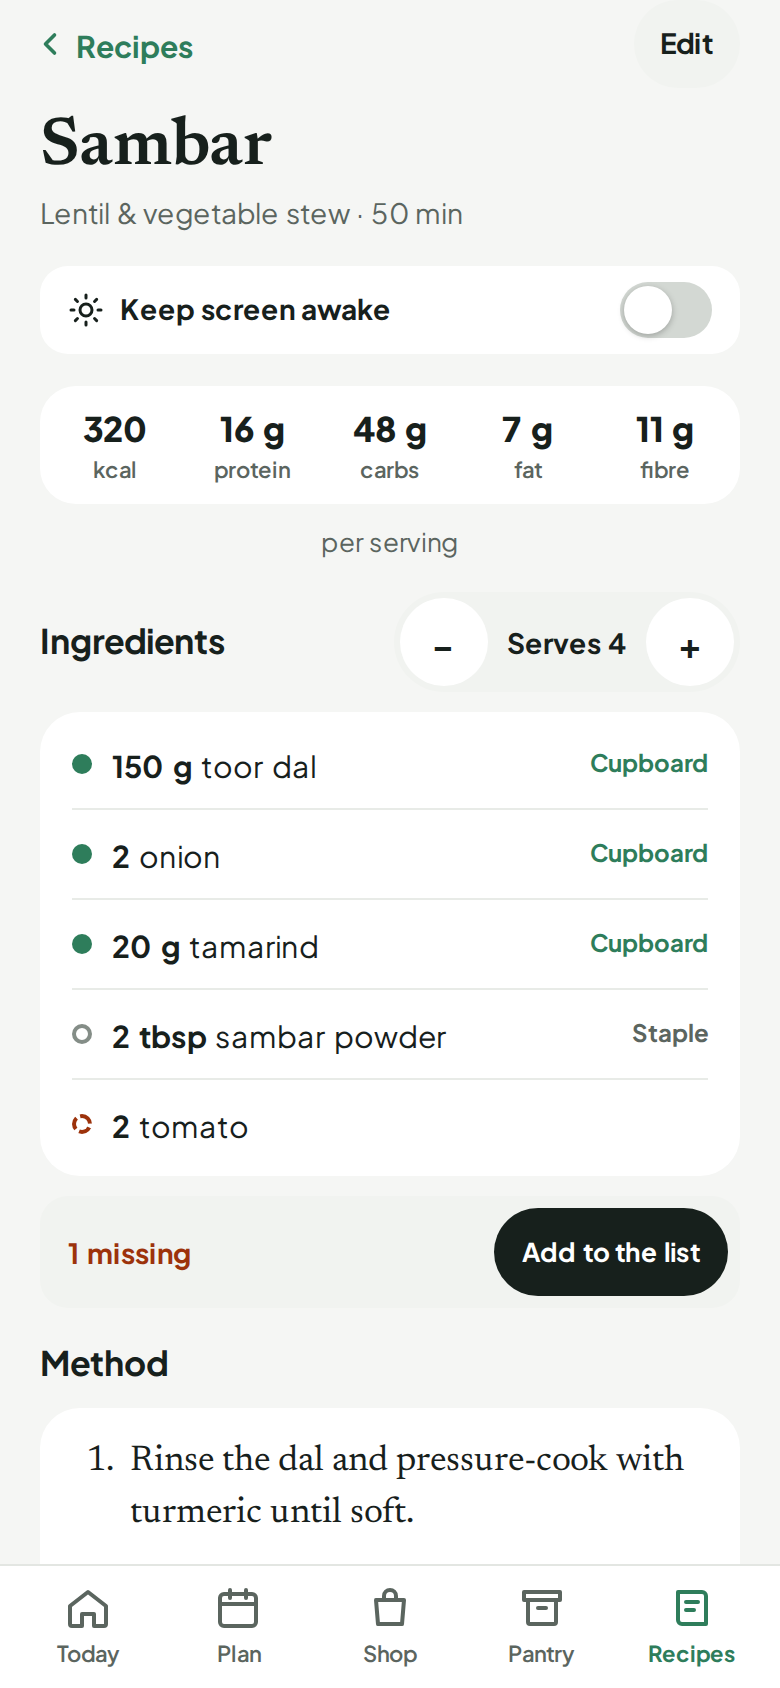 Recipes
Edit
Sambar
Lentil & vegetable stew · 50 min
Keep screen awake
320 16 g 48 g 7 g 11 g
kcal protein carbs fat fibre
per serving
Ingredients
− Serves 4 +
150 g toor dal Cupboard
2 onion Cupboard
20 g tamarind Cupboard
2 tbsp sambar powder Staple
2 tomato
1 missing Add to the list
Method
1. Rinse the dal and pressure-cook with
turmeric until soft.
Today Plan Shop Pantry Recipes